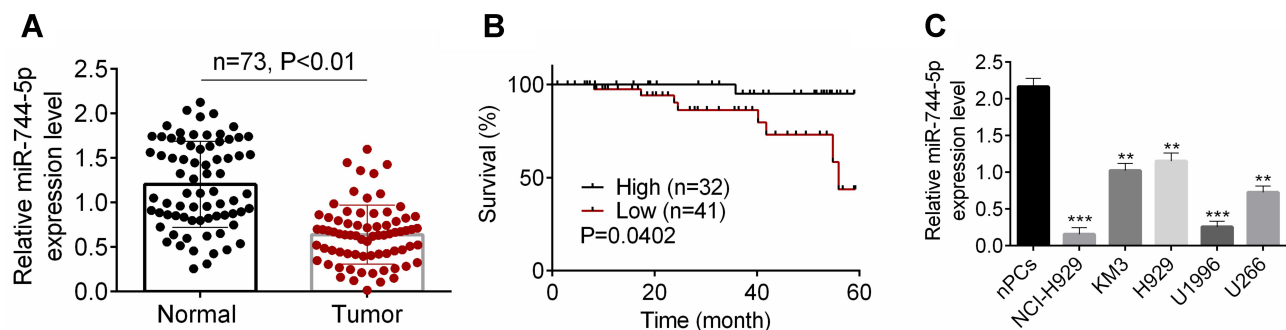 A
n=73, P<0.01
Relative miR-744-5p
expression level
2.5
2.0
1.5
1.0
0.5
0.0
Normal
Tumor
B
Survival (%)
100
50
0
High (n=32)
Low (n=41)
P=0.0402
0
20
40
60
Time (month)
C
Relative miR-744-5p
expression level
2.5
2.0
1.5
1.0
0.5
0.0
***
**
**
***
**
nPCs
NCI-H929
KM3
H929
U1996
U266